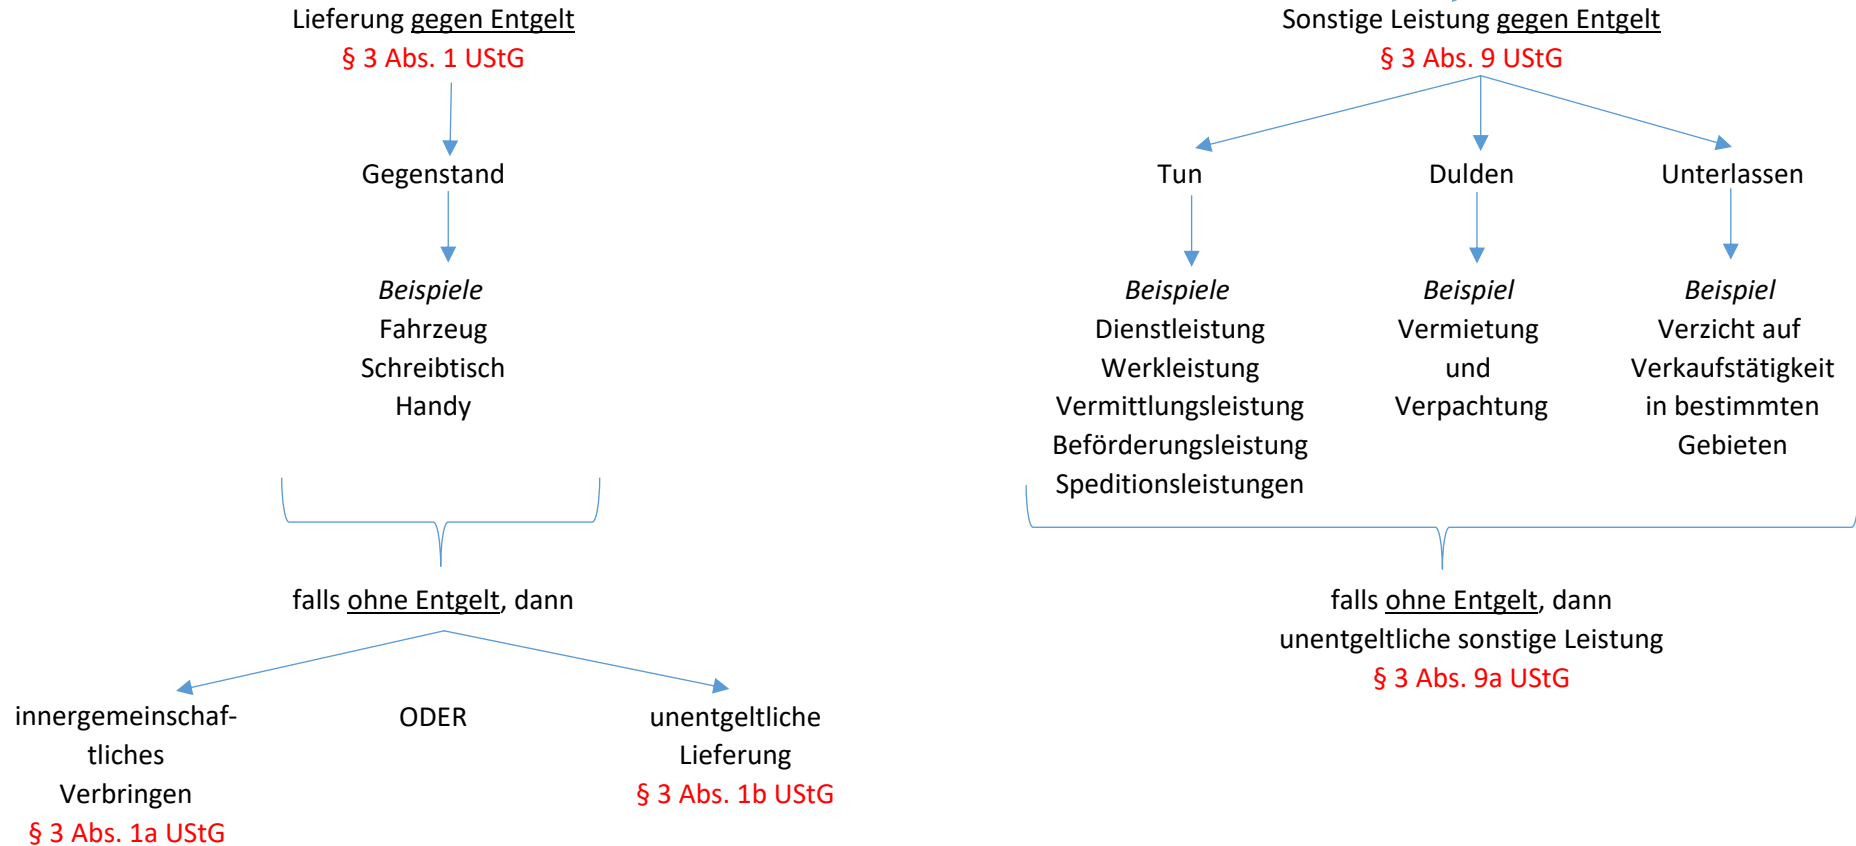 Lieferung gegen Entgelt
§ 3 Abs. 1 UStG
Gegenstand
Beispiele
Fahrzeug
Schreibtisch
Handy
falls ohne Entgelt, dann
innergemeinschaf-
tliches
Verbringen
§ 3 Abs. 1a UStG
ODER
unentgeltliche
Lieferung
§ 3 Abs. 1b UStG
Sonstige Leistung gegen Entgelt
§ 3 Abs. 9 UStG
Tun
Beispiele
Dienstleistung
Werkleistung
Vermittlungsleistung
Beförderungsleistung
Speditionsleistungen
Dulden
Beispiel
Vermietung
und
Verpachtung
Unterlassen
Beispiel
Verzicht auf
Verkaufstätigkeit
in bestimmten
Gebieten
falls ohne Entgelt, dann
unentgeltliche sonstige Leistung
§ 3 Abs. 9a UStG